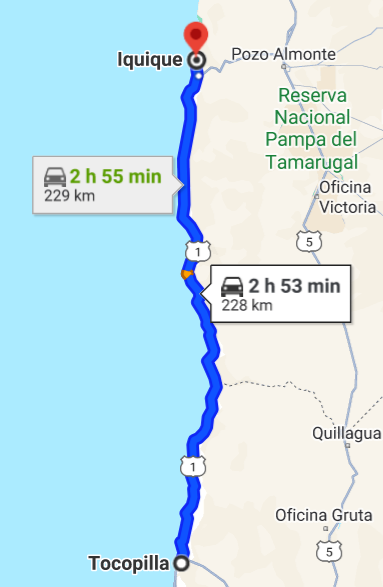 Iquique
Pozo Almonte
Reserva
Nacional
Pampa del
Tamarugal
2 h 55 min
229 km
Oficina
Victoria
5
1
2 h 53 min
228 km
Quillagua
1
Oficina Gruta
5
Tocopilla